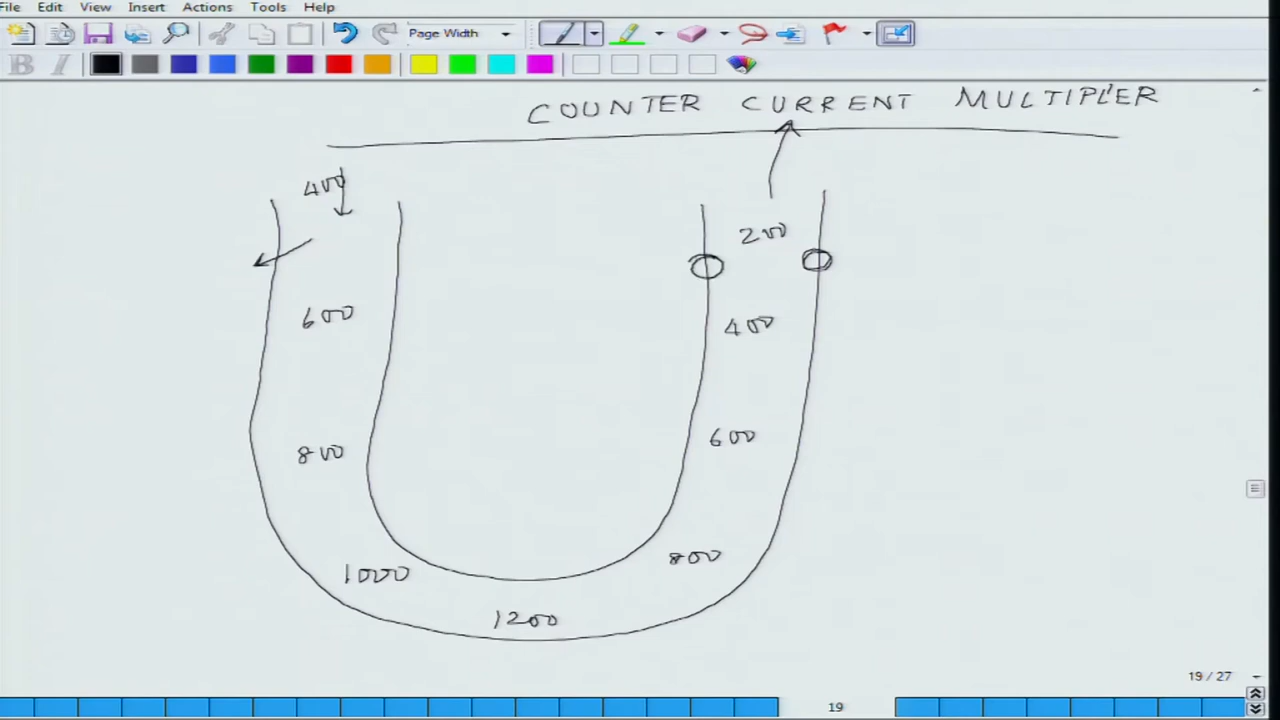 File Edit View Insert Actions Tools Help
Page Width
B I
COUNTER CURRENT MULTIPLIER
400
200
600
400
800
600
1000
800
1200
19 / 27
19